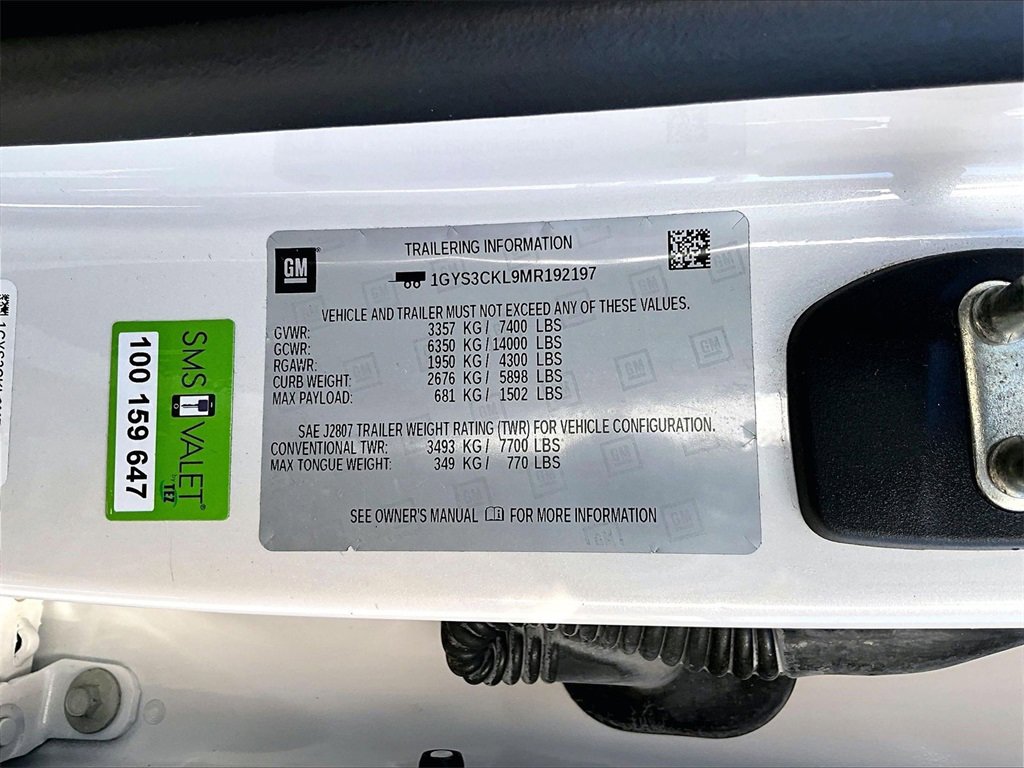 GM
TRAILERING INFORMATION
1GYS3CKL9MR192197
VEHICLE AND TRAILER MUST NOT EXCEED ANY OF THESE VALUES.
GVWR: 3357 KG / 7400 LBS
GCWR: 6350 KG / 14000 LBS
RGAWR: 1950 KG / 4300 LBS
CURB WEIGHT: 2676 KG / 5898 LBS
MAX PAYLOAD: 681 KG / 1502 LBS
SAE J2807 TRAILER WEIGHT RATING (TWR) FOR VEHICLE CONFIGURATION.
CONVENTIONAL TWR: 3493 KG / 7700 LBS
MAX TONGUE WEIGHT: 349 KG / 770 LBS
SEE OWNER'S MANUAL FOR MORE INFORMATION
SMS VALET®
by TEZ
100 159 647